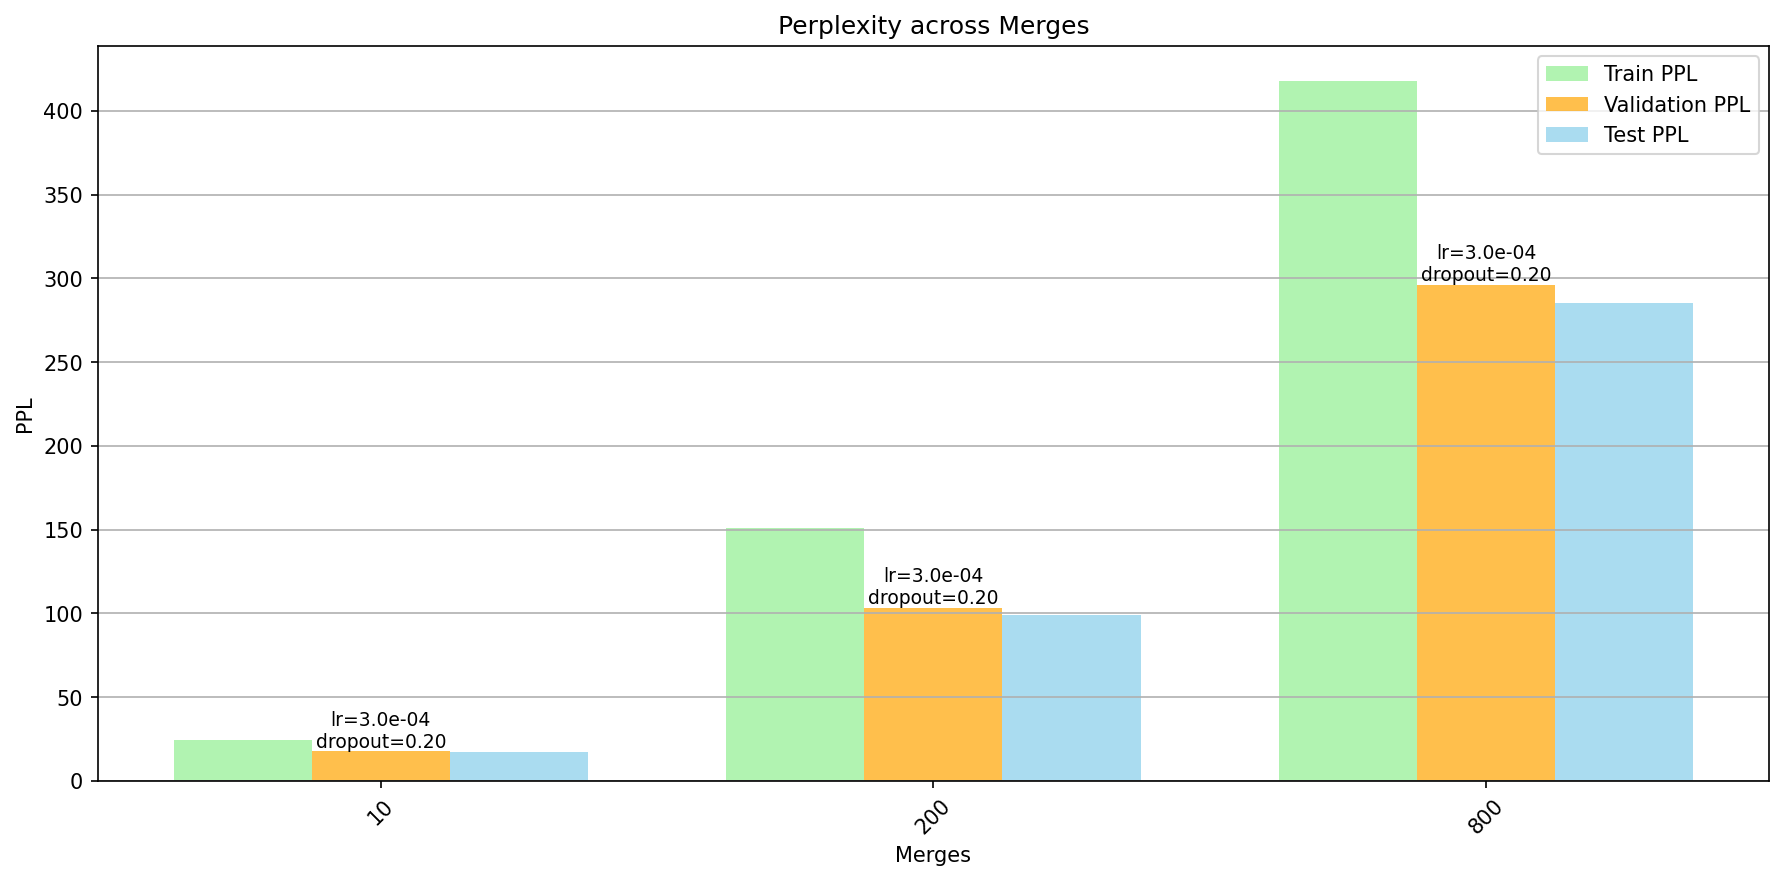 Perplexity across Merges
Train PPL
Validation PPL
Test PPL
PPL
400
350
300
250
200
150
100
50
0
lr=3.0e-04
dropout=0.20
lr=3.0e-04
dropout=0.20
lr=3.0e-04
dropout=0.20
10
200
800
Merges